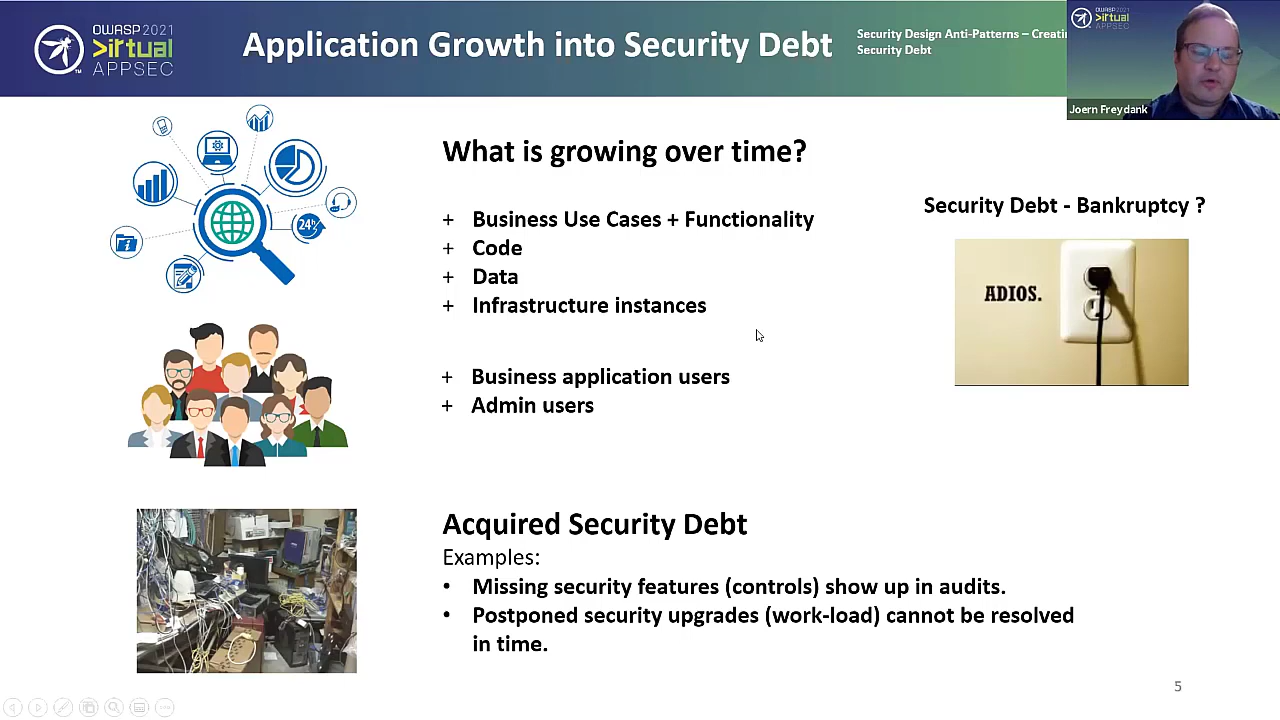 OWASP 2021
Virtual
APPSEC
Application Growth into Security Debt
Security Design Anti-Patterns – Creatin
Security Debt
OWASP 2021
Virtual
APPSEC
Joern Freydank
What is growing over time?
+ Business Use Cases + Functionality
+ Code
+ Data
+ Infrastructure instances
+ Business application users
+ Admin users
24h
Security Debt - Bankruptcy ?
ADIOS.
Acquired Security Debt
Examples:
• Missing security features (controls) show up in audits.
• Postponed security upgrades (work-load) cannot be resolved
in time.
5